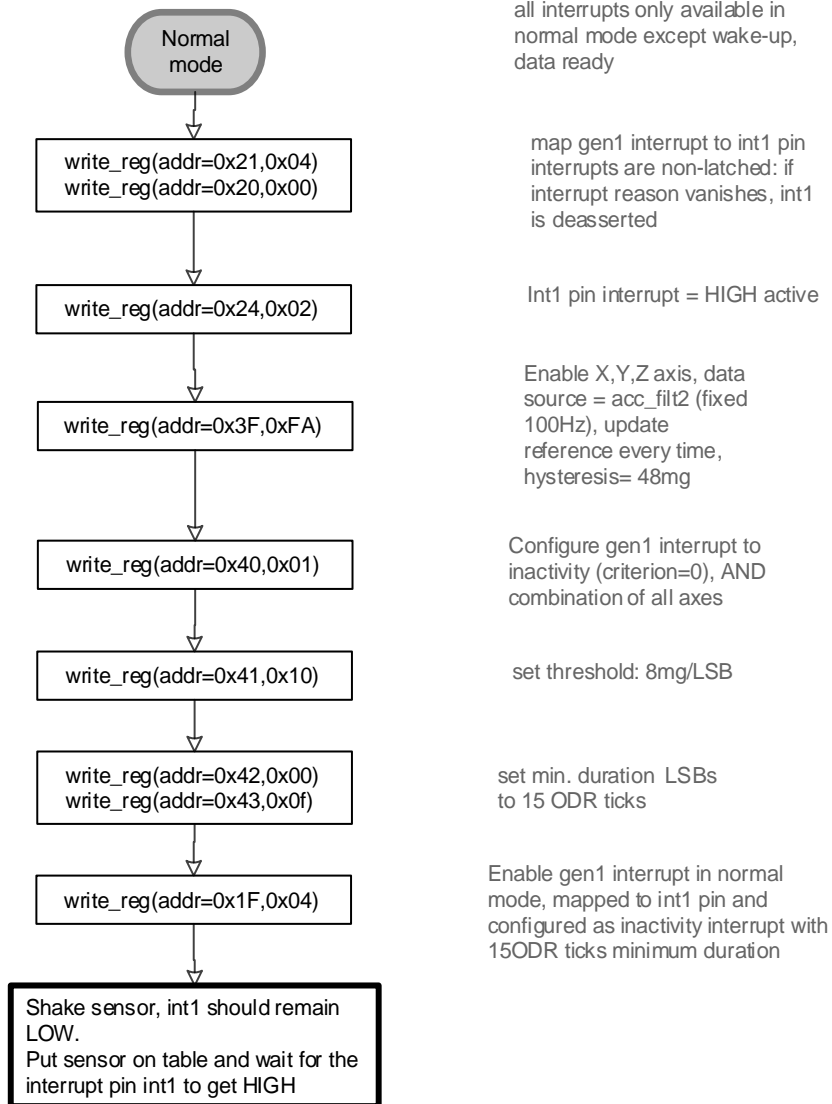 all interrupts only available in
normal mode except wake-up,
data ready
Normal
mode
write_reg(addr=0x21,0x04)
write_reg(addr=0x20,0x00)
map gen1 interrupt to int1 pin
interrupts are non-latched: if
interrupt reason vanishes, int1
is deasserted
write_reg(addr=0x24,0x02)
Int1 pin interrupt = HIGH active
write_reg(addr=0x3F,0xFA)
Enable X,Y,Z axis, data
source = acc_filt2 (fixed
100Hz), update
reference every time,
hysteresis= 48mg
write_reg(addr=0x40,0x01)
Configure gen1 interrupt to
inactivity (criterion=0), AND
combination of all axes
write_reg(addr=0x41,0x10)
set threshold: 8mg/LSB
write_reg(addr=0x42,0x00)
write_reg(addr=0x43,0x0f)
set min. duration LSBs
to 15 ODR ticks
write_reg(addr=0x1F,0x04)
Enable gen1 interrupt in normal
mode, mapped to int1 pin and
configured as inactivity interrupt with
15ODR ticks minimum duration
Shake sensor, int1 should remain
LOW.
Put sensor on table and wait for the
interrupt pin int1 to get HIGH